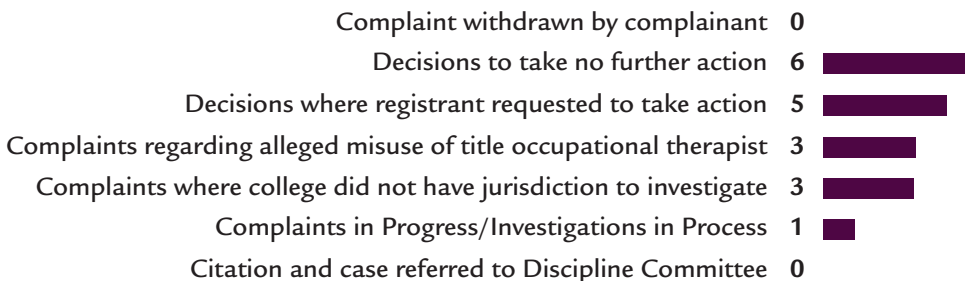 Complaint withdrawn by complainant 0
Decisions to take no further action 6
Decisions where registrant requested to take action 5
Complaints regarding alleged misuse of title occupational therapist 3
Complaints where college did not have jurisdiction to investigate 3
Complaints in Progress/Investigations in Process 1
Citation and case referred to Discipline Committee 0